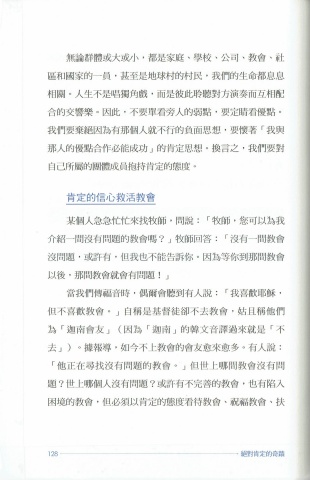 無論群體或大或小，都是家庭、學校、公司、教會、社
區和國家的一員，甚至是地球村的村民，我們的生命都息息
相關。人生不是唱獨角戲，而是彼此聆聽對方演奏而互相配
合的交響樂。因此，不要單看旁人的弱點，要定睛看優點。
我們要棄絕因為有那個人就不行的負面思想，要懷著「我與
那人的優點合作必能成功」的肯定思想。換言之，我們要對
自己所屬的團體成員抱持肯定的態度。
肯定的信心救活教會
某個人急急忙忙來找牧師，問說：「牧師，您可以為我
介紹一間沒有問題的教會嗎？」牧師回答：「沒有一間教會
沒問題，或許有，但我也不能告訴你，因為等你到那間教會
以後，那間教會就會有問題！」
當我們傳福音時，偶爾會聽到有人說：「我喜歡耶穌，
但不喜歡教會。」自稱是基督徒卻不去教會，姑且稱他們
為「迦南會友」（因為「迦南」的韓文音譯過來就是「不
去」）。據報導，如今不上教會的會友愈來愈多。有人說：
「他正在尋找沒有問題的教會。」但世上哪間教會沒有問
題？世上哪個人沒有問題？或許有不完善的教會，也有陷入
困境的教會，但必須以肯定的態度看待教會、祝福教會、扶
128
絕對肯定的奇蹟